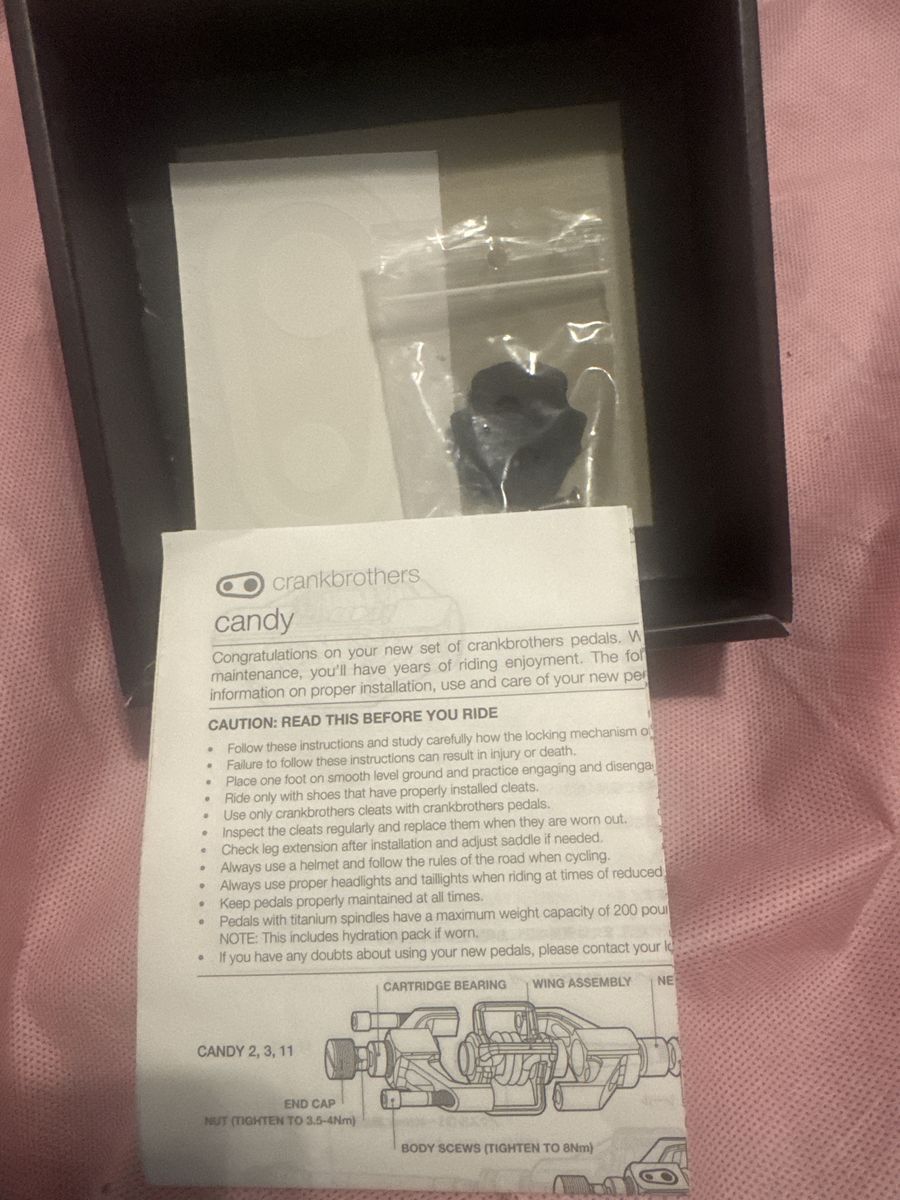 crankbrothers
candy
Congratulations on your new set of crankbrothers pedals. W
maintenance, you'll have years of riding enjoyment. The fol
information on proper installation, use and care of your new pe
CAUTION: READ THIS BEFORE YOU RIDE
• Follow these instructions and study carefully how the locking mechanism o
• Failure to follow these instructions can result in injury or death.
• Place one foot on smooth level ground and practice engaging and disenga
• Ride only with shoes that have properly installed cleats.
• Use only crankbrothers cleats with crankbrothers pedals.
• Inspect the cleats regularly and replace them when they are worn out.
• Check leg extension after installation and adjust saddle if needed.
• Always use a helmet and follow the rules of the road when cycling.
• Always use proper headlights and taillights when riding at times of reduced
• Keep pedals properly maintained at all times.
• Pedals with titanium spindles have a maximum weight capacity of 200 pou
NOTE: This includes hydration pack if worn.
• If you have any doubts about using your new pedals, please contact your lo
CARTRIDGE BEARING WING ASSEMBLY NE
CANDY 2, 3, 11
END CAP
NUT (TIGHTEN TO 3.5-4Nm)
BODY SCEWS (TIGHTEN TO 8Nm)